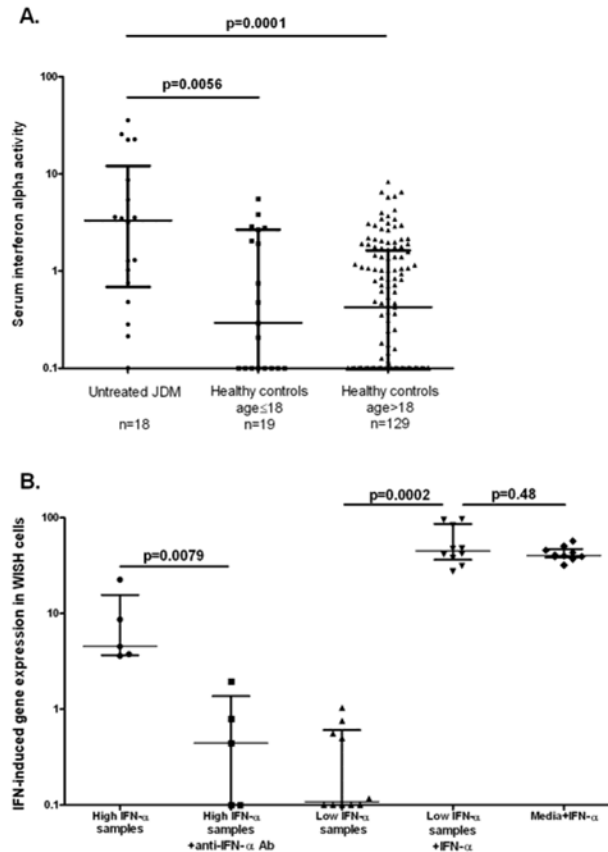 A.
p=0.0001
p=0.0056
Serum interferon alpha activity
100
10
1
0.1
Untreated JDM
n=18
Healthy controls
age≤18
n=19
Healthy controls
age>18
n=129
B.
p=0.0002
p=0.48
p=0.0079
IFN-induced gene expression in WISH cells
100
10
1
0.1
High IFN-α
samples
High IFN-α
samples
+anti-IFN-α Ab
Low IFN-α
samples
Low IFN-α
samples
+IFN-α
Media+IFN-α